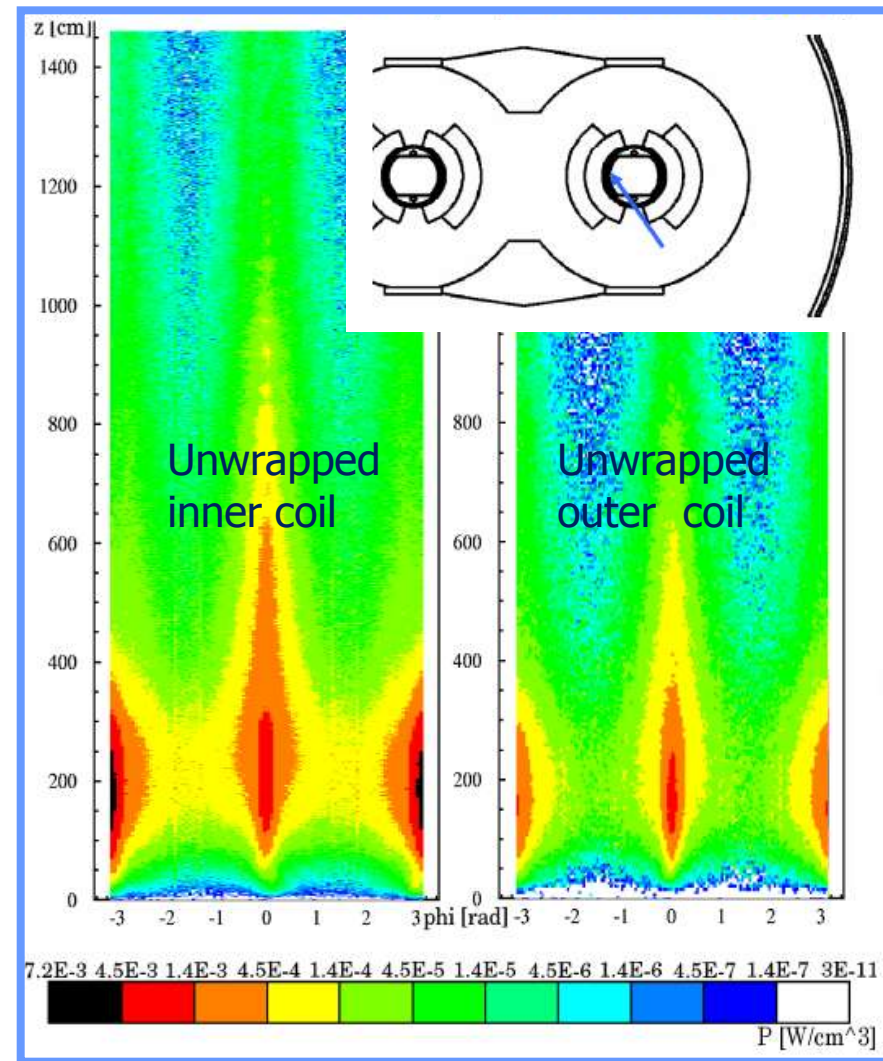 z [cm]
1400
1200
1000
800
600
400
200
0
800
600
400
200
0
Unwrapped
inner coil
Unwrapped
outer coil
-3 -2 -1 0 1 2 3 phi [rad] -3 -2 -1 0 1 2 3
7.2E-3 4.5E-3 1.4E-3 4.5E-4 1.4E-4 4.5E-5 1.4E-5 4.5E-6 1.4E-6 4.5E-7 1.4E-7 3E-11
P [W/cm^3]